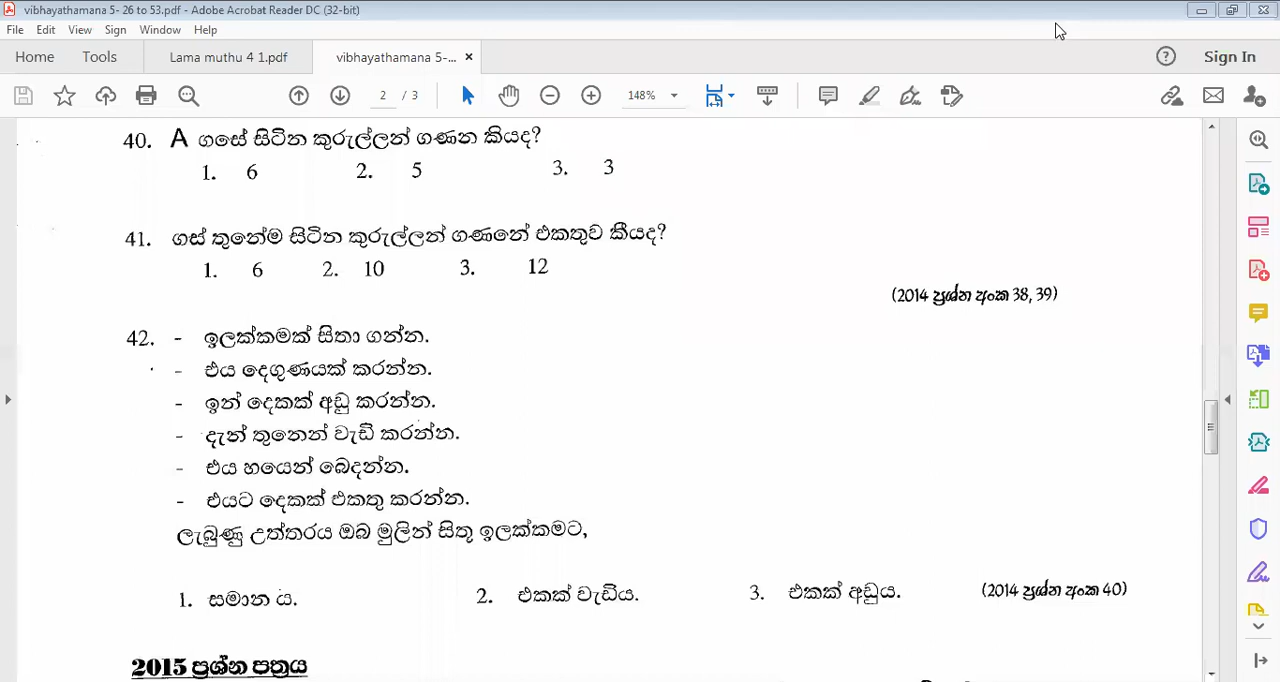 vibhayathamana 5- 26 to 53.pdf - Adobe Acrobat Reader DC (32-bit)
File Edit View Sign Window Help
Home Tools Lama muthu 4 1.pdf vibhayathamana 5-... × Sign In
2 / 3 148%
40. A ගසේ සිටින කුරුල්ලන් ගණන කියද?
1. 6 2. 5 3. 3
41. ගස් තුනේම සිටින කුරුල්ලන් ගණනේ එකතුව කීයද?
1. 6 2. 10 3. 12
(2014 ප්‍රශ්න අංක 38, 39)
42. - ඉලක්කමක් සිතා ගන්න.
- එය දෙගුණයක් කරන්න.
- ඉන් දෙකක් අඩු කරන්න.
- දැන් තුනෙන් වැඩි කරන්න.
- එය හයෙන් බෙදන්න.
- එයට දෙකක් එකතු කරන්න.
ලැබුණු උත්තරය ඔබ මුලින් සිතූ ඉලක්කමට,
1. සමාන ය. 2. එකක් වැඩිය. 3. එකක් අඩුය. (2014 ප්‍රශ්න අංක 40)
2015 ප්‍රශ්න පත්‍රය